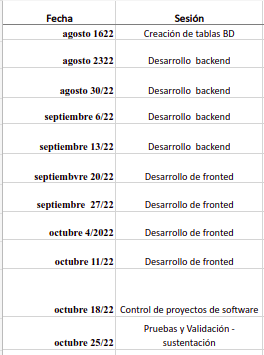 Fecha Sesión
agosto 1622 Creación de tablas BD
agosto 2322 Desarrollo backend
agosto 30/22 Desarrollo backend
septiembre 6/22 Desarrollo backend
septiembre 13/22 Desarrollo backend
septiembvre 20/22 Desarrollo de fronted
septiembre 27/22 Desarrollo de fronted
octubre 4/2022 Desarrollo de fronted
octubre 11/22 Desarrollo de fronted
octubre 18/22 Control de proyectos de software
Pruebas y Validación -
octubre 25/22 sustentación